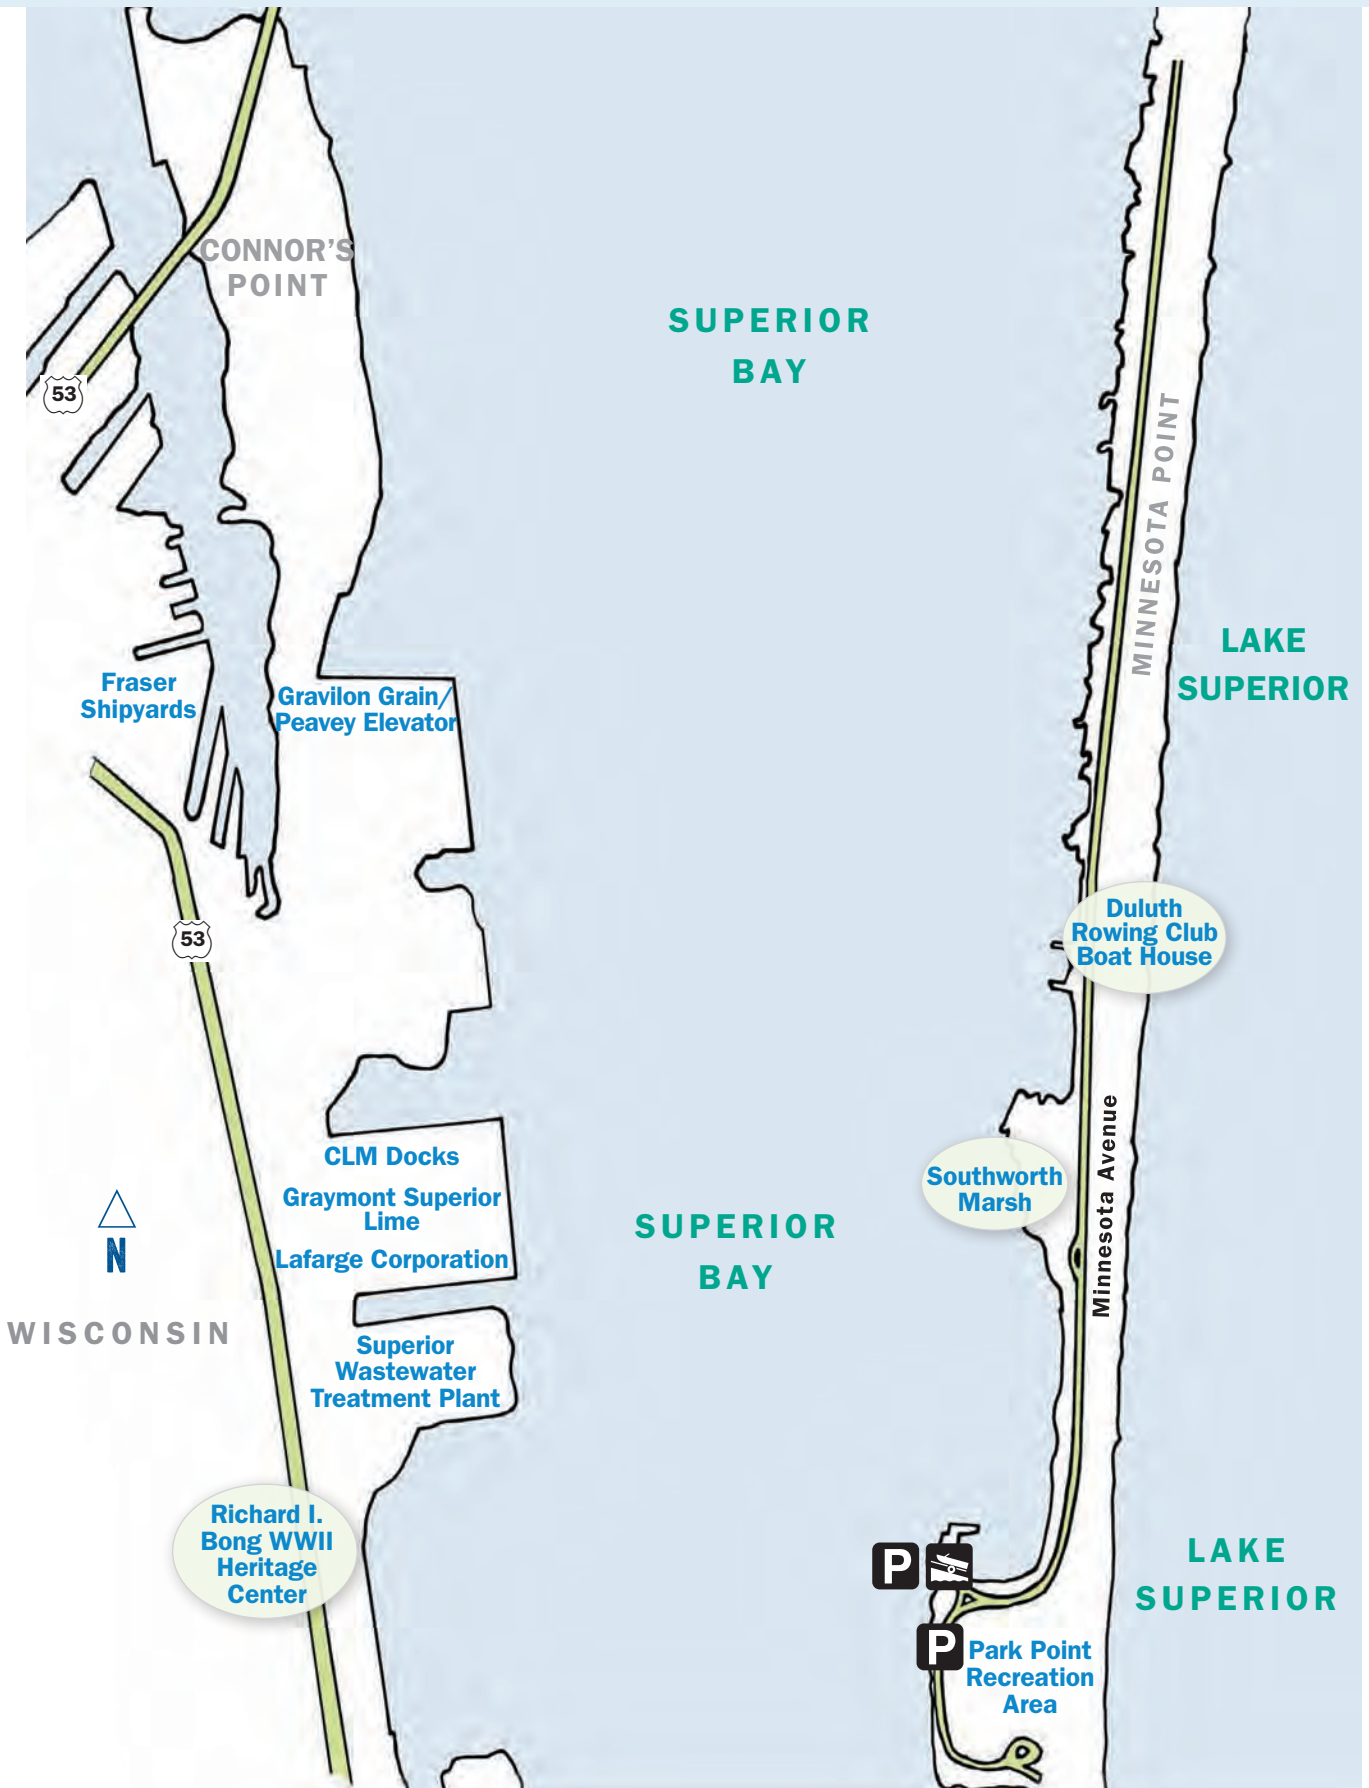 CONNOR'S
POINT
SUPERIOR
BAY
53
MINNESOTA POINT
LAKE
SUPERIOR
Fraser
Shipyards
Gravilon Grain/
Peavey Elevator
53
Duluth
Rowing Club
Boat House
Minnesota Avenue
CLM Docks
Graymont Superior
Lime
Lafarge Corporation
Southworth
Marsh
SUPERIOR
BAY
N
WISCONSIN
Superior
Wastewater
Treatment Plant
Richard I.
Bong WWII
Heritage
Center
P
LAKE
SUPERIOR
P
Park Point
Recreation
Area